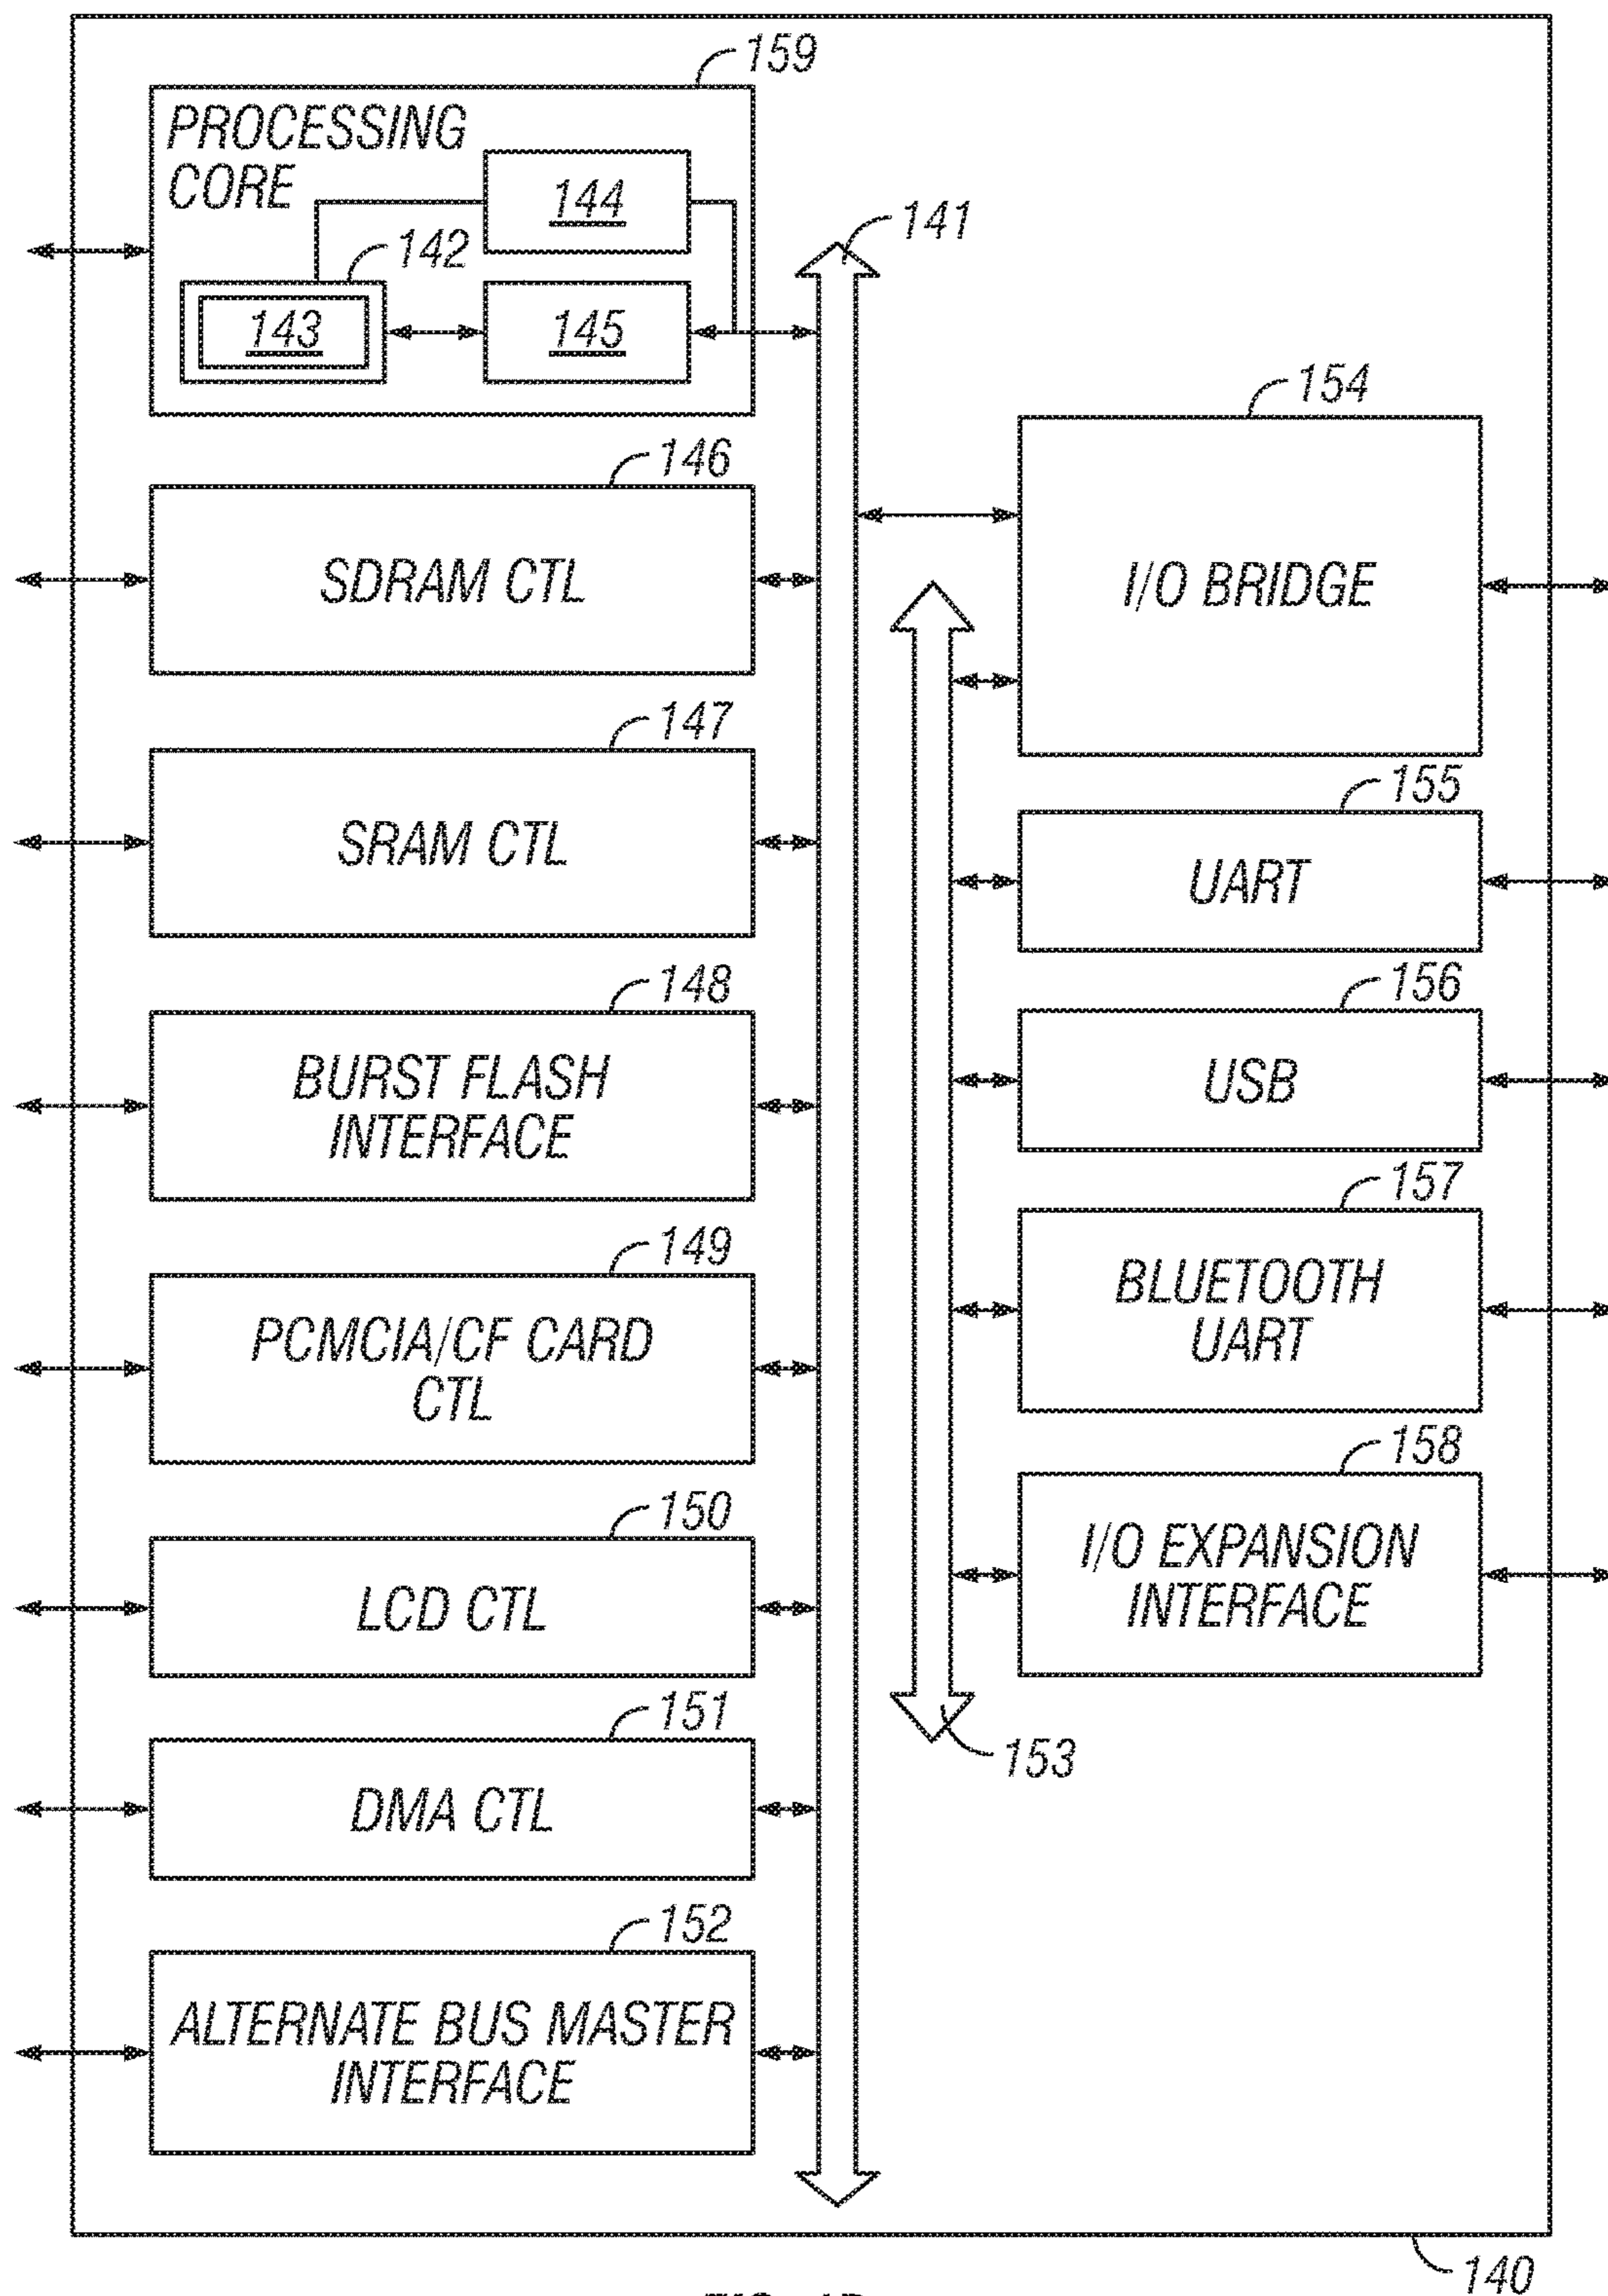 159
PROCESSING
CORE
144
141
142
143
145
154
146
SDRAM CTL
I/O BRIDGE
147
SRAM CTL
155
UART
148
BURST FLASH
INTERFACE
156
USB
157
BLUETOOTH
UART
149
PCMCIA/CF CARD
CTL
158
I/O EXPANSION
INTERFACE
150
LCD CTL
151
DMA CTL
153
152
ALTERNATE BUS MASTER
INTERFACE
140